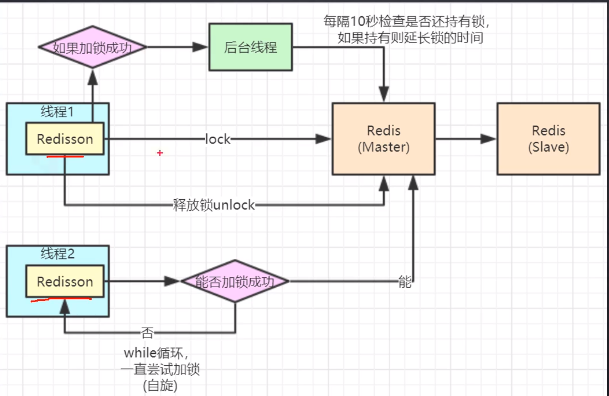 每隔10秒检查是否还持有锁，
如果持有则延长锁的时间
如果加锁成功
后台线程
线程1
Redisson
lock
Redis
(Master)
Redis
(Slave)
释放锁unlock
线程2
Redisson
能否加锁成功
能
否
while循环，
一直尝试加锁
(自旋)